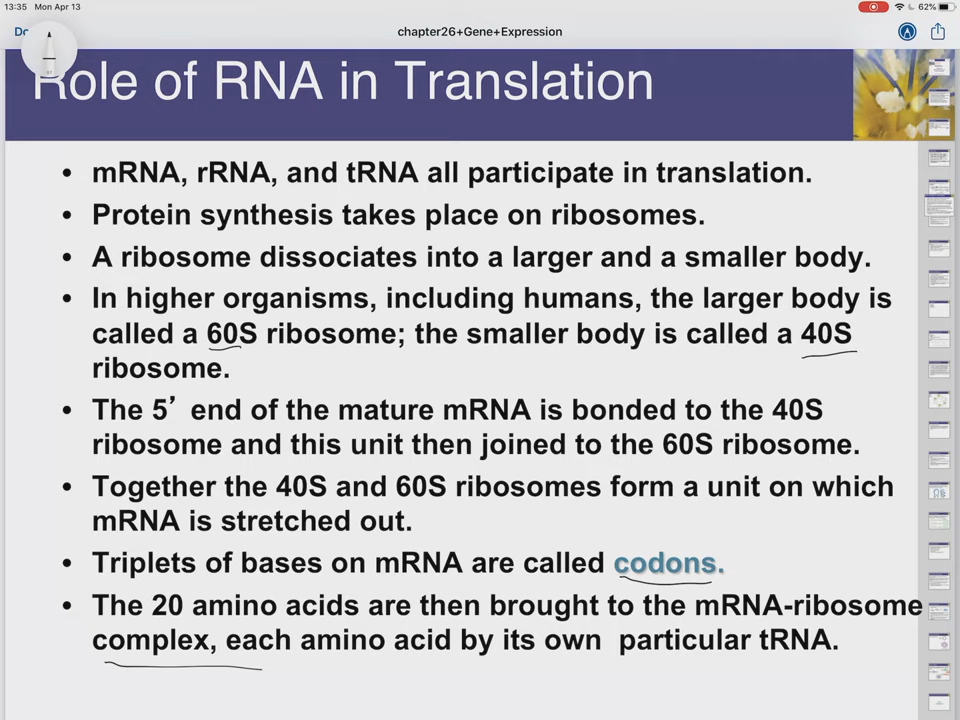 13:35 Mon Apr 13
62%
chapter26+Gene+Expression
Role of RNA in Translation
• mRNA, rRNA, and tRNA all participate in translation.
• Protein synthesis takes place on ribosomes.
• A ribosome dissociates into a larger and a smaller body.
• In higher organisms, including humans, the larger body is
called a 60S ribosome; the smaller body is called a 40S
ribosome.
• The 5’ end of the mature mRNA is bonded to the 40S
ribosome and this unit then joined to the 60S ribosome.
• Together the 40S and 60S ribosomes form a unit on which
mRNA is stretched out.
• Triplets of bases on mRNA are called codons.
• The 20 amino acids are then brought to the mRNA-ribosome
complex, each amino acid by its own particular tRNA.